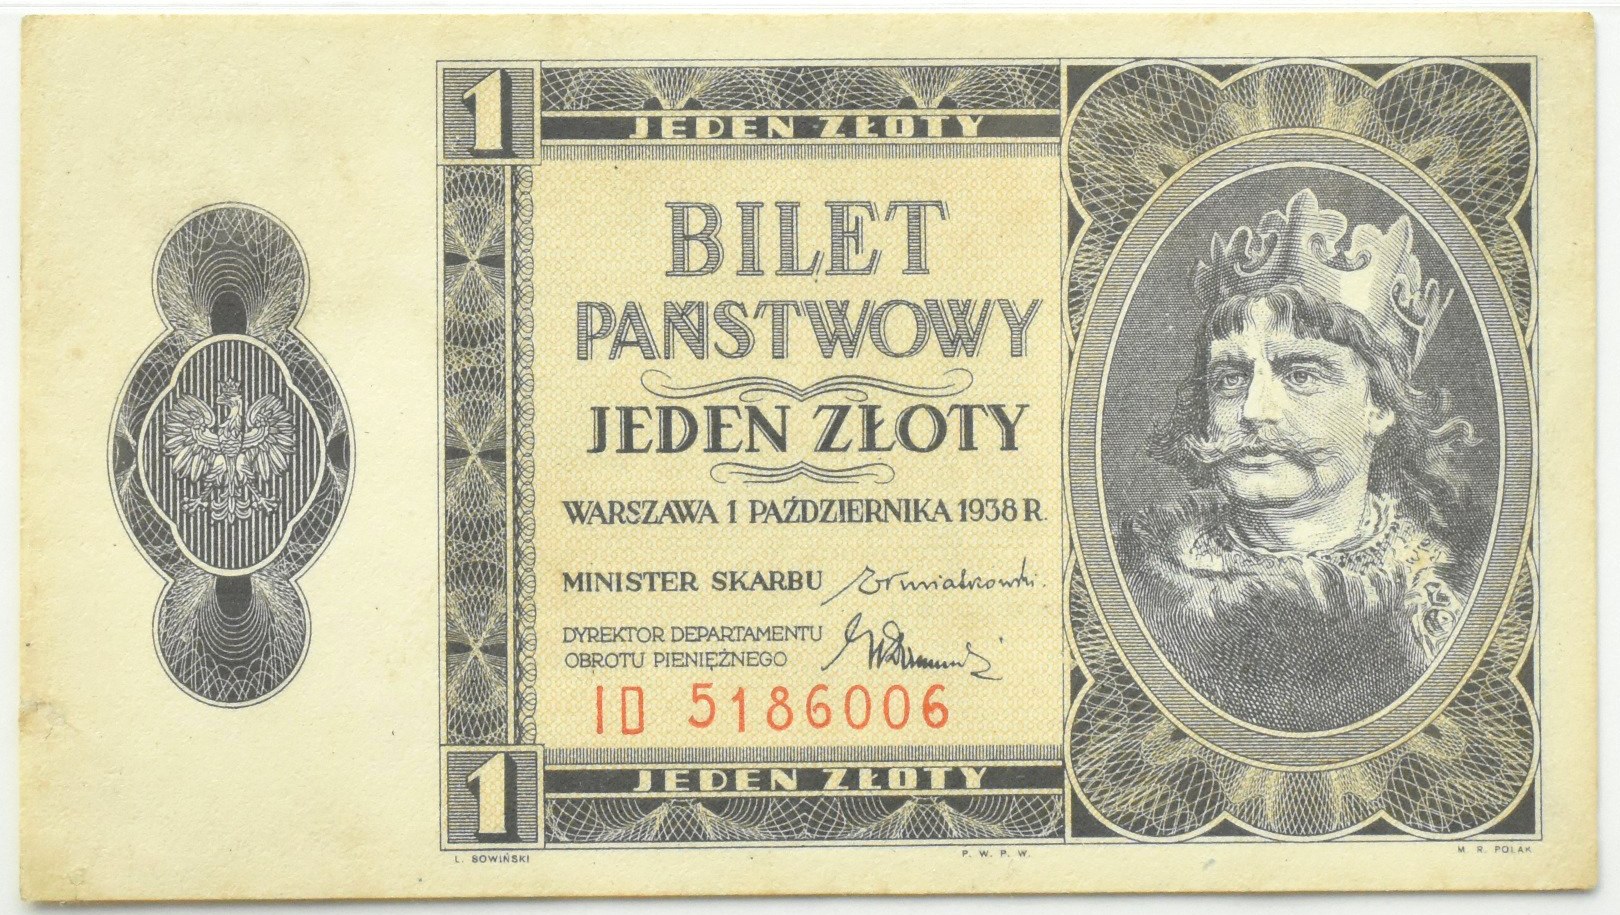 1
JEDEN ZŁOTY
BILET
PAŃSTWOWY
JEDEN ZŁOTY
WARSZAWA 1 PAŹDZIERNIKA 1938 R.
MINISTER SKARBU
DYREKTOR DEPARTAMENTU
OBROTU PIENIĘŻNEGO
ID 5186006
1
JEDEN ZŁOTY
L. SOWIŃSKI
P. W. P. W.
M. R. POLAK